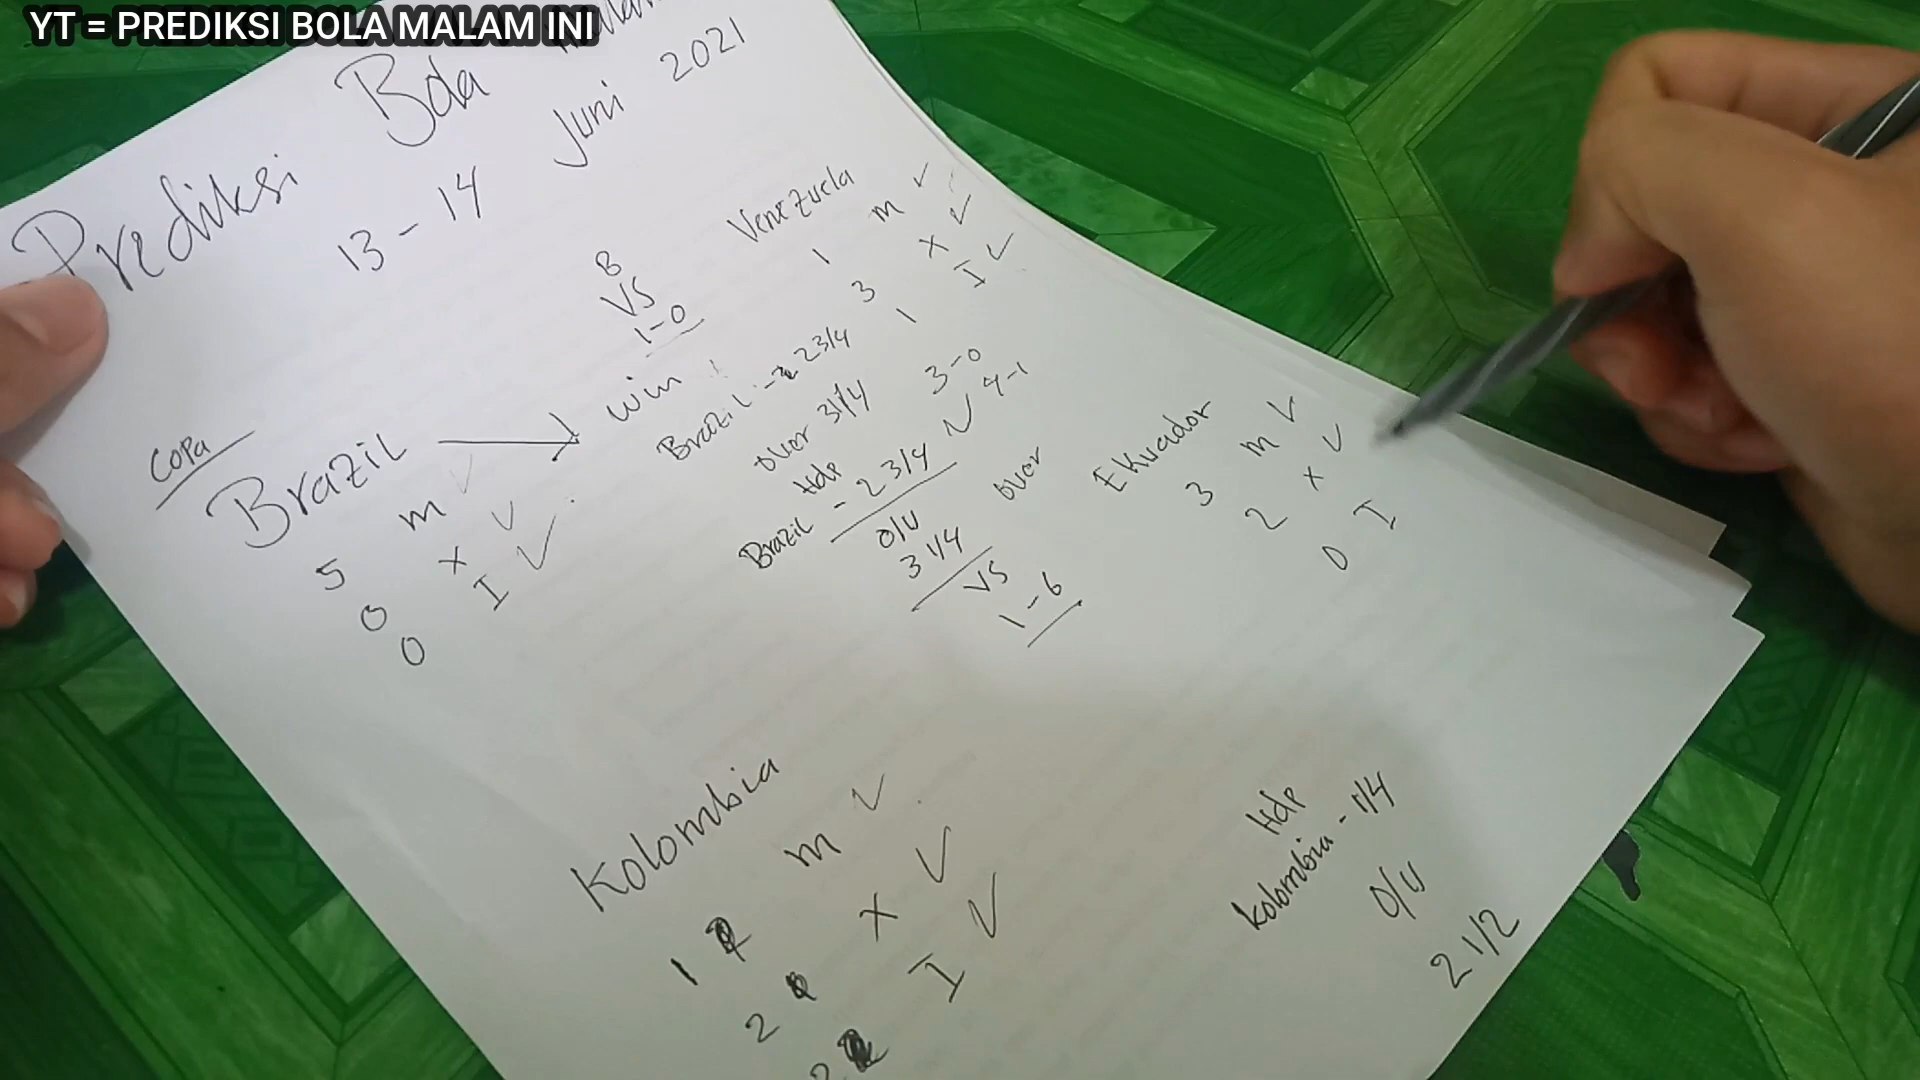 YT = PREDIKSI BOLA MALAM INI
Prediksi Bola
13 - 14 Juni 2021
Copa
Brazil → win
5 m ✓
0 x ✓
0 I ✓
B
VS
1-0
Venezuela
1 m ✓
3 x ✓
1 I ✓
Brazil - 2 3/4
Over 3 1/4
Hdp
Brazil - 2 3/4 ✓
3-0
4-1
O/U
3 1/4 over
VS
1-6
Ekuador
3 m ✓
2 x ✓
0 I
Kolombia
1 m ✓
2 x ✓
2 I ✓
Hdp
Kolombia - 1/4
O/U
2 1/2